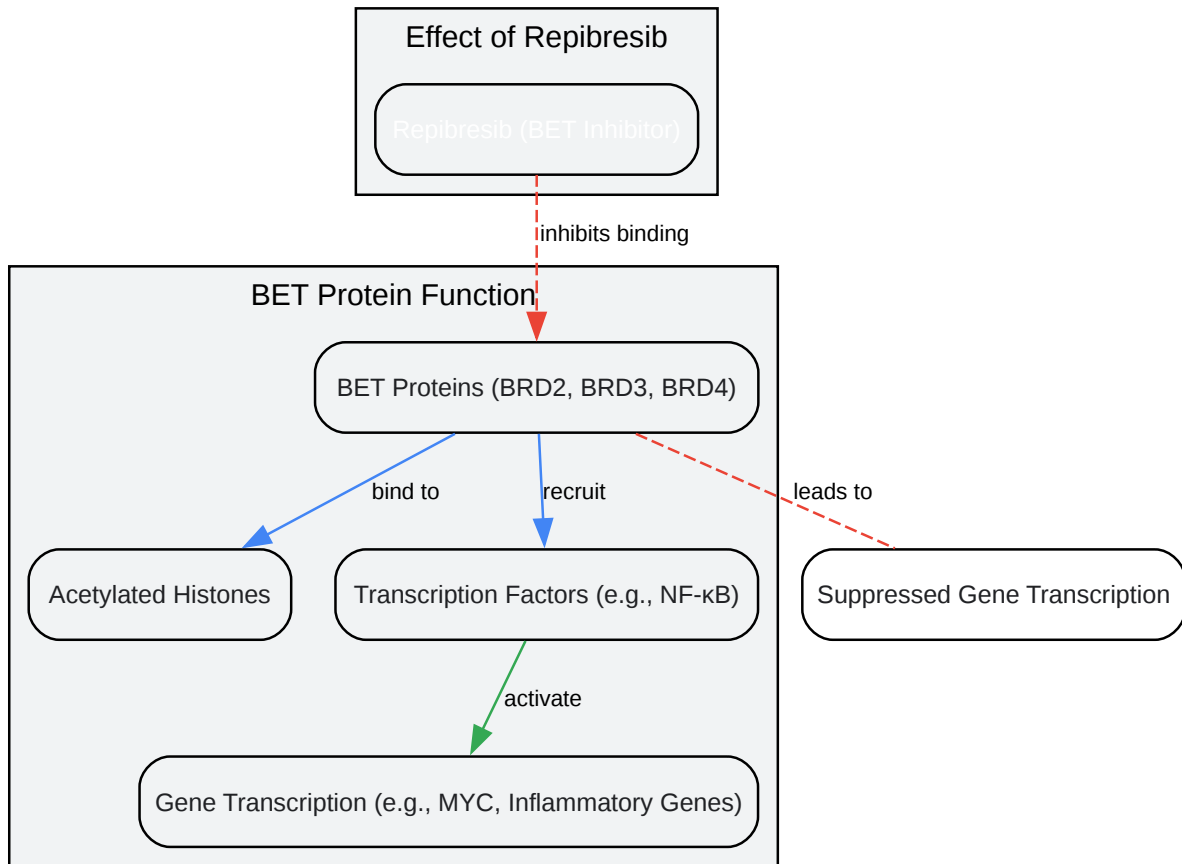 Effect of Repibresib
Repibresib (BET Inhibitor)
inhibits binding
BET Protein Function
BET Proteins (BRD2, BRD3, BRD4)
bind to
recruit
leads to
Acetylated Histones
Transcription Factors (e.g., NF-κB)
Suppressed Gene Transcription
activate
Gene Transcription (e.g., MYC, Inflammatory Genes)